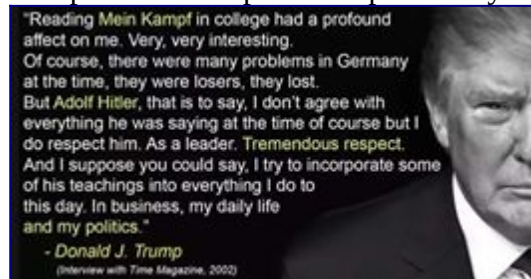 "Reading Mein Kampf in college had a profound
affect on me. Very, very interesting.
Of course, there were many problems in Germany
at the time, they were losers, they lost.
But Adolf Hitler, that is to say, I don't agree with
everything he was saying at the time of course but I
do respect him. As a leader. Tremendous respect.
And I suppose you could say, I try to incorporate some
of his teachings into everything I do to
this day. In business, my daily life
and my politics."
- Donald J. Trump
(Interview with Time Magazine, 2002)